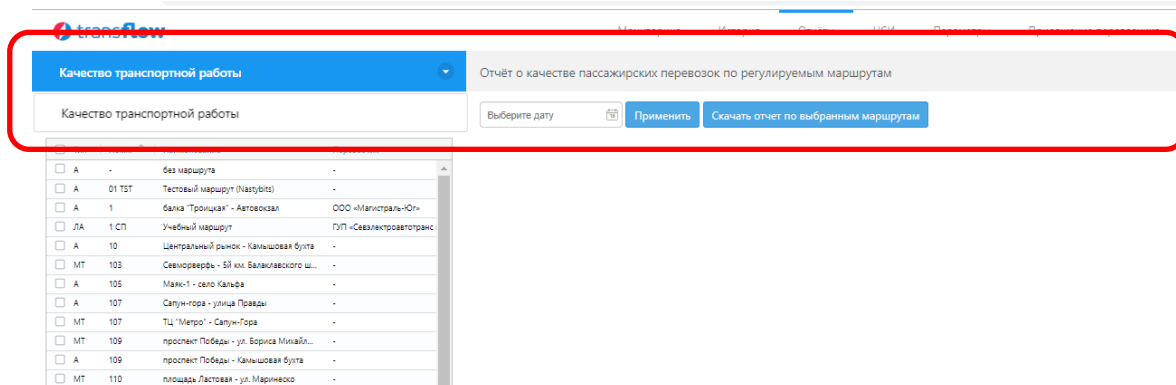 transflow
Качество транспортной работы
Отчёт о качестве пассажирских перевозок по регулируемым маршрутам
Качество транспортной работы
Выберите дату
Применить
Скачать отчет по выбранным маршрутам
А - без маршрута -
А 01 TST Тестовый маршрут (Nastybits) -
А 1 балка "Троицкая" - Автовокзал ООО «Магистраль-Юг»
ЛА 1 СП Учебный маршрут ГУП «Севэлектроавтотранс
А 10 Центральный рынок - Камышовая бухта -
МТ 103 Севморверфь - 5й км. Балаклавского ш... -
А 105 Маяк-1 - село Кальфа -
А 107 Сапун-гора - улица Правды -
МТ 107 ТЦ "Метро" - Сапун-Гора -
МТ 109 проспект Победы - ул. Бориса Михайл... -
А 109 проспект Победы - Камышовая бухта -
МТ 110 площадь Ластовая - ул. Маринеско -